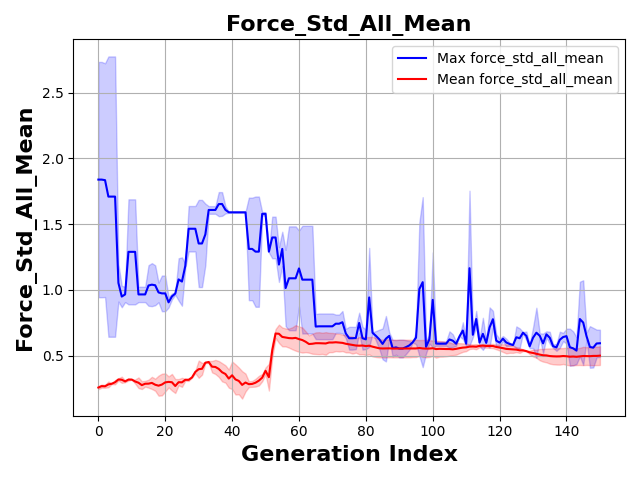 Force_Std_All_Mean
Max force_std_all_mean
Mean force_std_all_mean
Force_Std_All_Mean
2.5
2.0
1.5
1.0
0.5
0 20 40 60 80 100 120 140
Generation Index